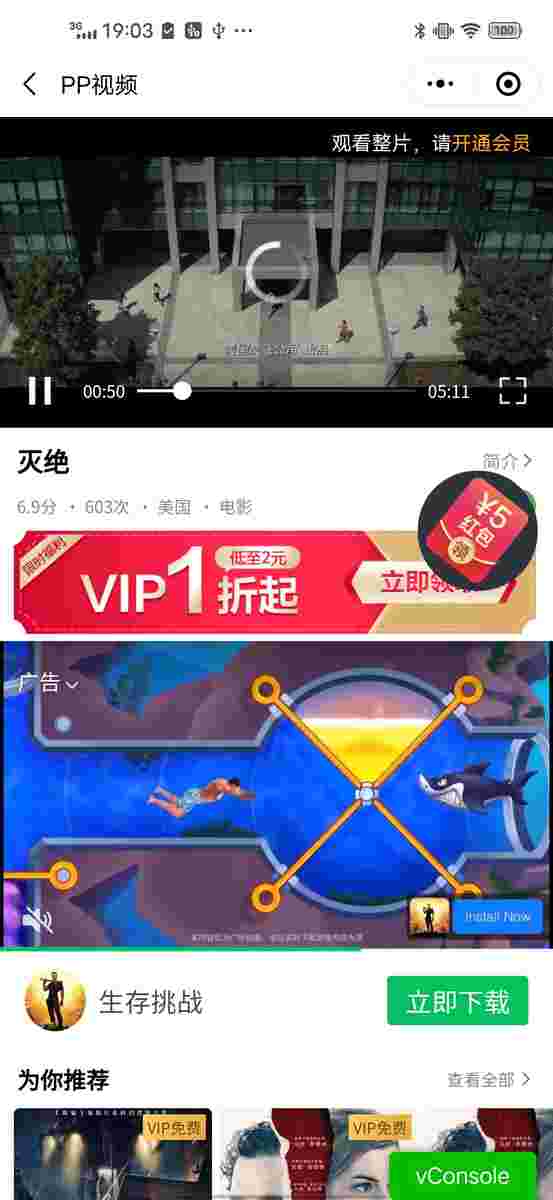 3G 19:03 100
PP视频
观看整片，请开通会员
00:50 05:11
灭绝
简介
6.9分 · 603次 · 美国 · 电影
¥5
红包
领
限时福利
VIP1折起
低至2元
立即领
广告
Install Now
生存挑战
立即下载
为你推荐
查看全部
VIP免费
VIP免费
vConsole